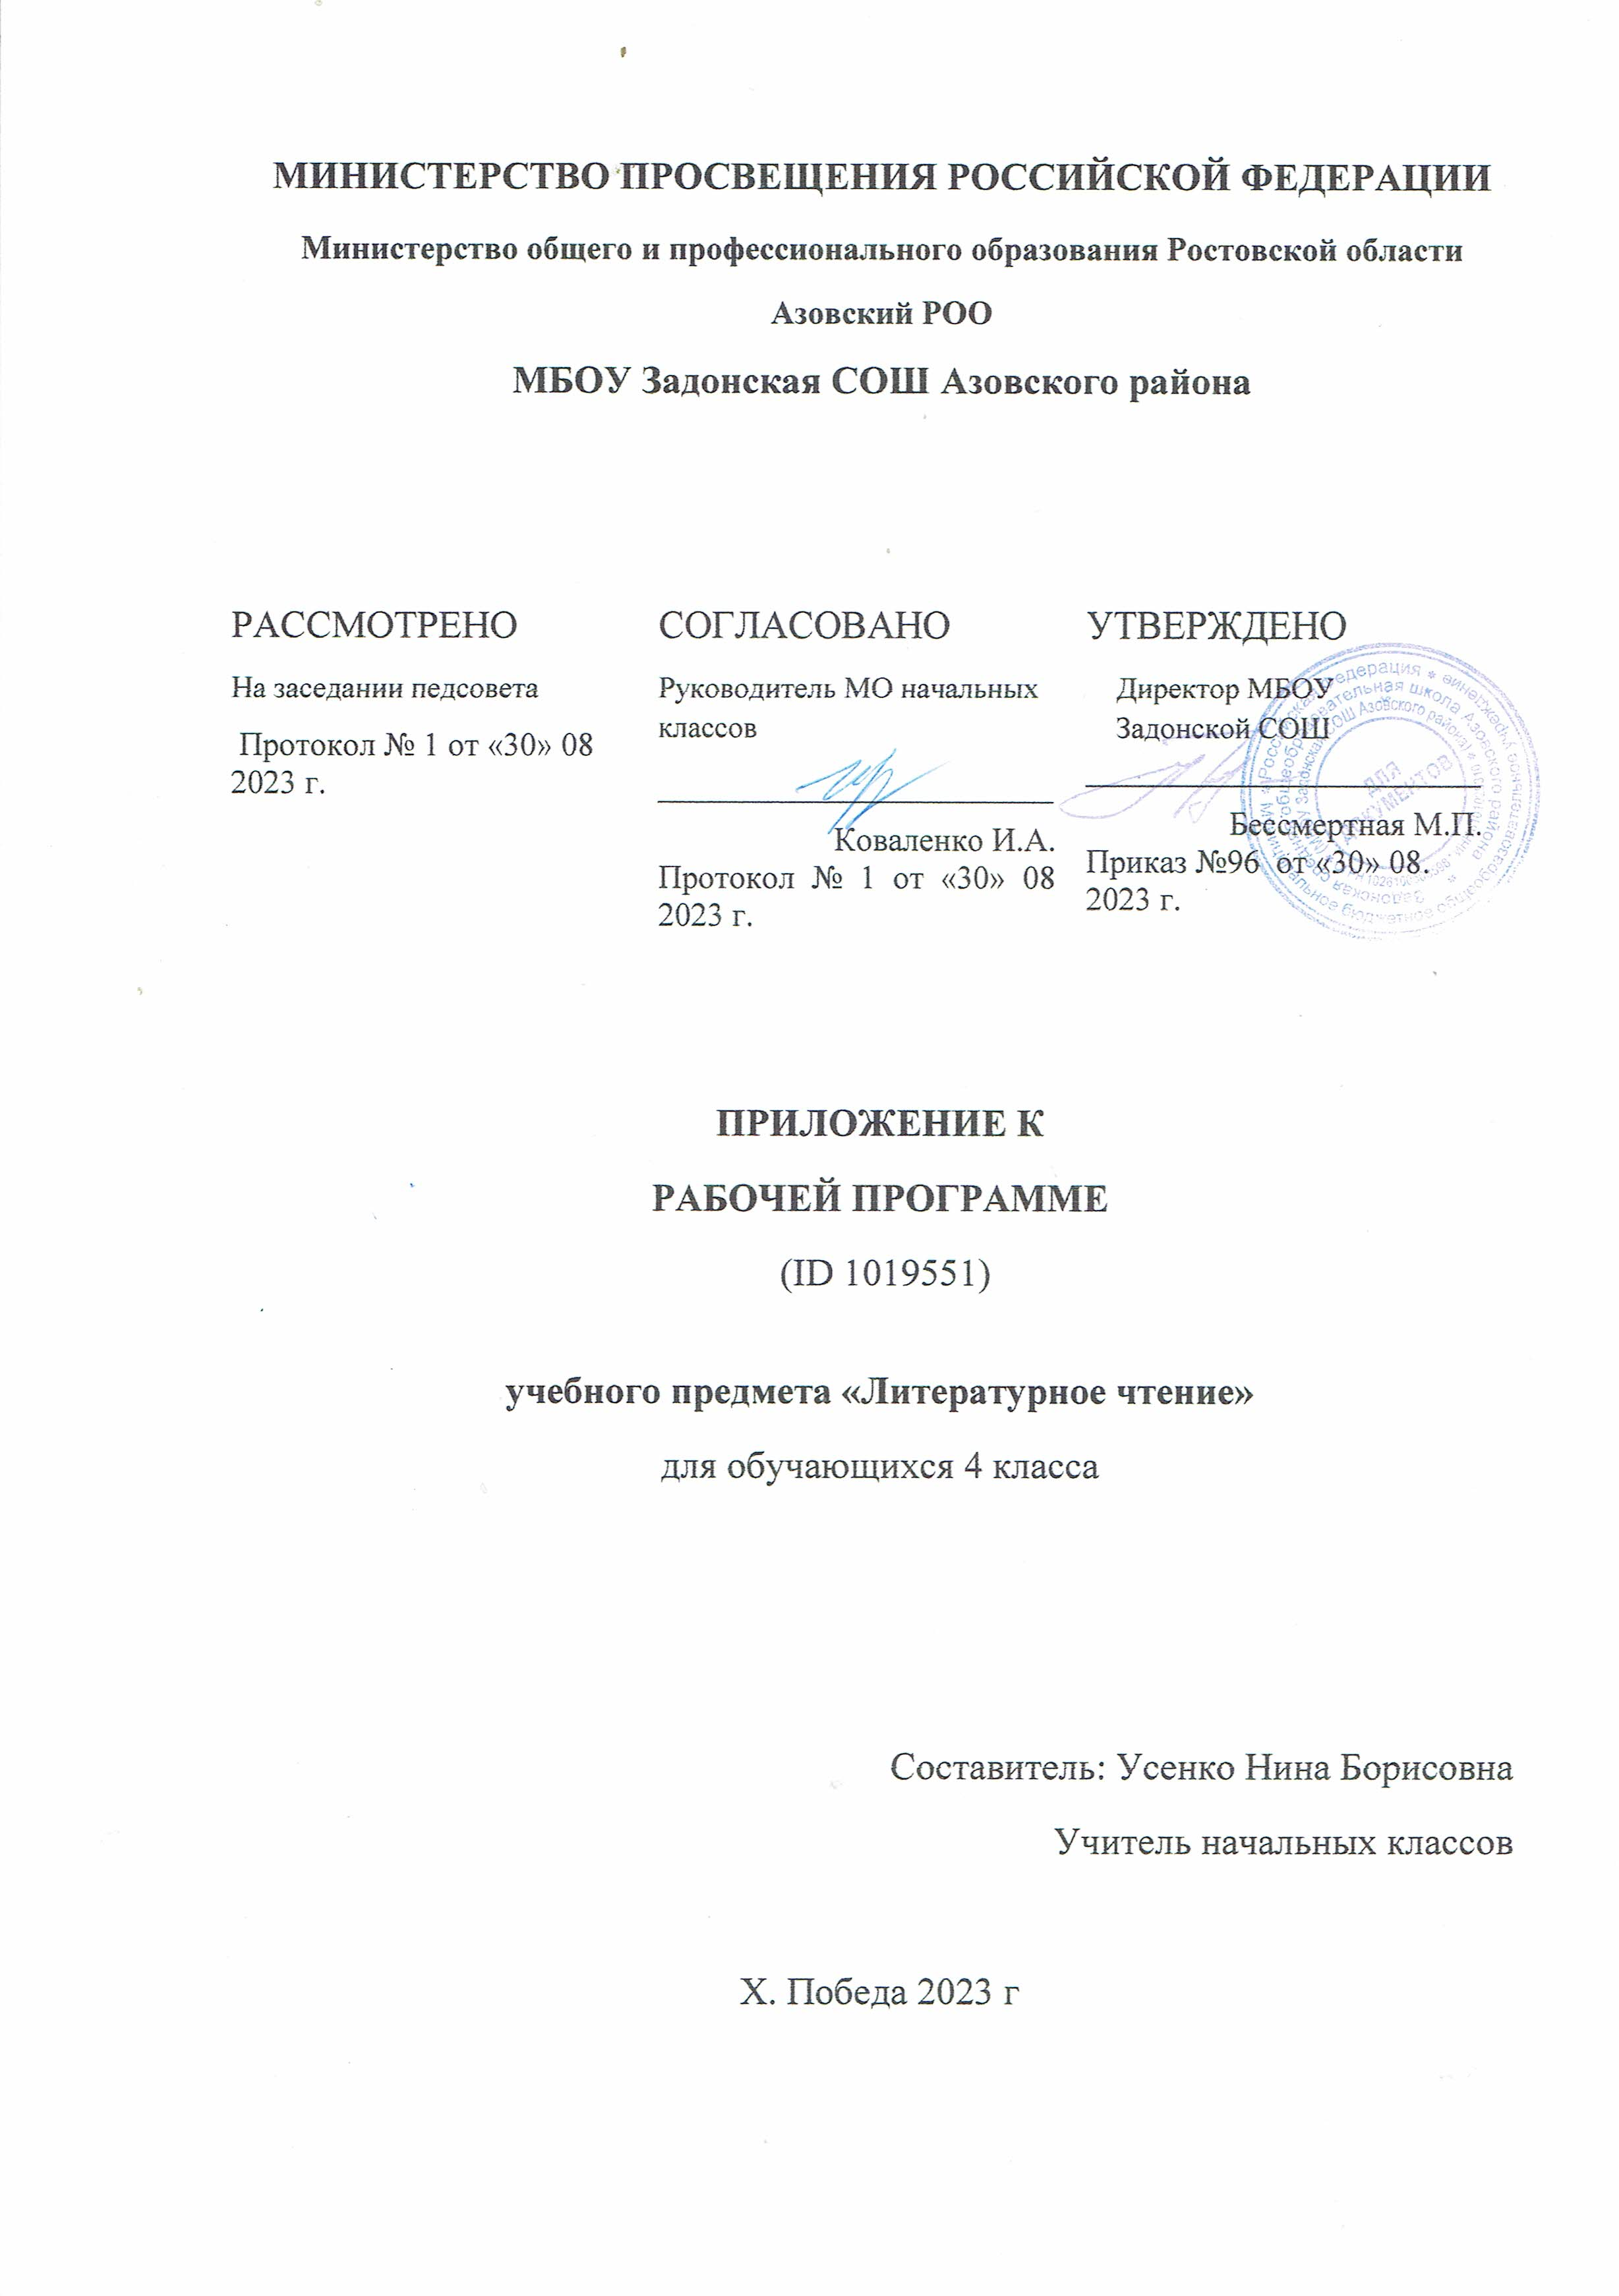 МИНИСТЕРСТВО ПРОСВЕЩЕНИЯ РОССИЙСКОЙ ФЕДЕРАЦИИ
Министерство общего и профессионального образования Ростовской области
Азовский РОО
МБОУ Задонская СОШ Азовского района
РАССМОТРЕНО
На заседании педсовета
Протокол № 1 от «30» 08
2023 г.
СОГЛАСОВАНО
Руководитель МО начальных
классов
Коваленко И.А.
Протокол № 1 от «30» 08
2023 г.
УТВЕРЖДЕНО
Директор МБОУ
Задонской СОШ
Бессмертная М.П.
Приказ №96 от «30» 08.
2023 г.
ДЛЯ
ДОКУМЕНТОВ
ПРИЛОЖЕНИЕ К
РАБОЧЕЙ ПРОГРАММЕ
(ID 1019551)
учебного предмета «Литературное чтение»
для обучающихся 4 класса
Составитель: Усенко Нина Борисовна
Учитель начальных классов
Х. Победа 2023 г